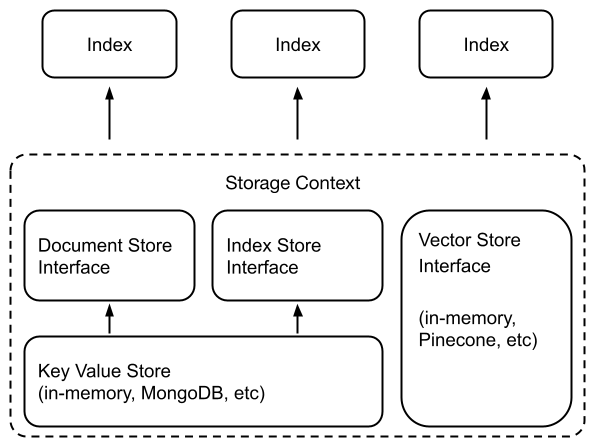 Index
Index
Index
Storage Context
Document Store
Interface
Index Store
Interface
Vector Store
Interface
(in-memory,
Pinecone, etc)
Key Value Store
(in-memory, MongoDB, etc)